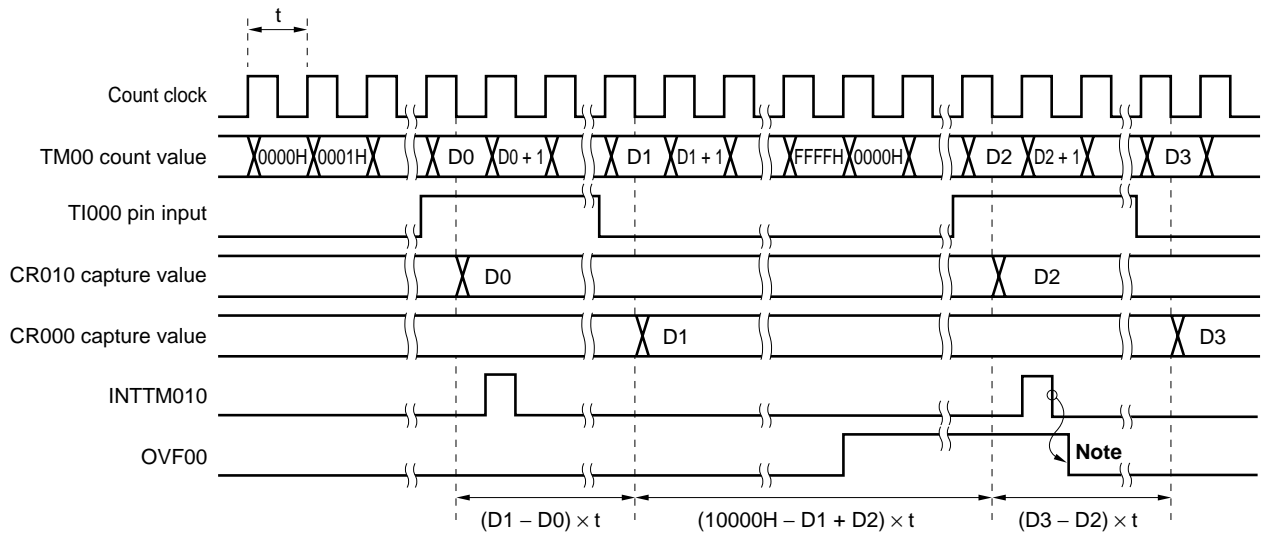 t
Count clock
TM00 count value 0000H 0001H D0 D0 + 1 D1 D1 + 1 FFFFH 0000H D2 D2 + 1 D3
TI000 pin input
CR010 capture value D0 D2
CR000 capture value D1 D3
INTTM010
OVF00 Note
(D1 − D0) × t (10000H − D1 + D2) × t (D3 − D2) × t